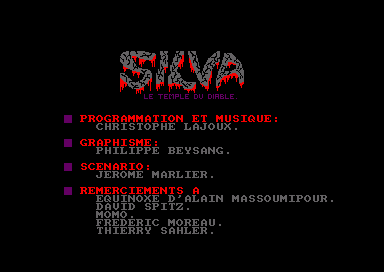 SILVA
LE TEMPLE DU DIABLE.
PROGRAMMATION ET MUSIQUE:
CHRISTOPHE LAJOUX.
GRAPHISME:
PHILIPPE BEYSANG.
SCENARIO:
JEROME MARLIER.
REMERCIEMENTS A
EQUINOXE D'ALAIN MASSOUMIPOUR.
DAVID SPITZ.
MOMO.
FREDERIC MOREAU.
THIERRY SAHLER.